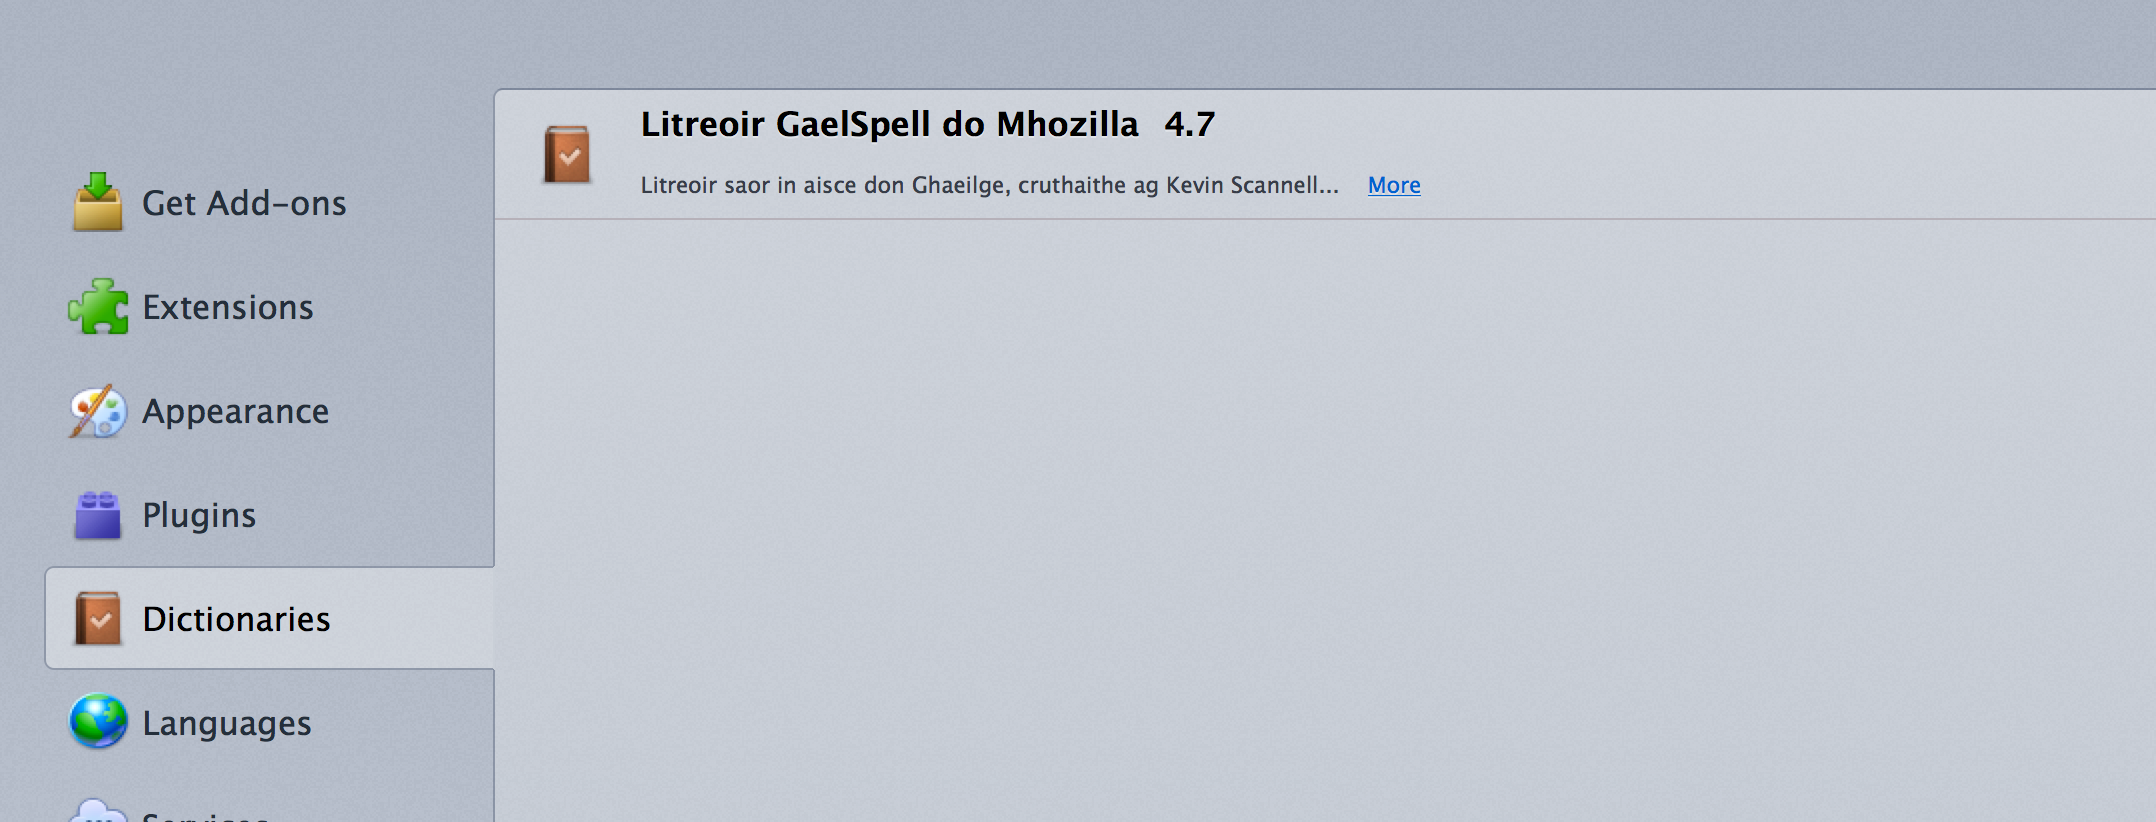 Litreoir GaelSpell do Mhozilla 4.7
Litreoir saor in aisce don Ghaeilge, cruthaithe ag Kevin Scannell... More
Get Add-ons
Extensions
Appearance
Plugins
Dictionaries
Languages
Services